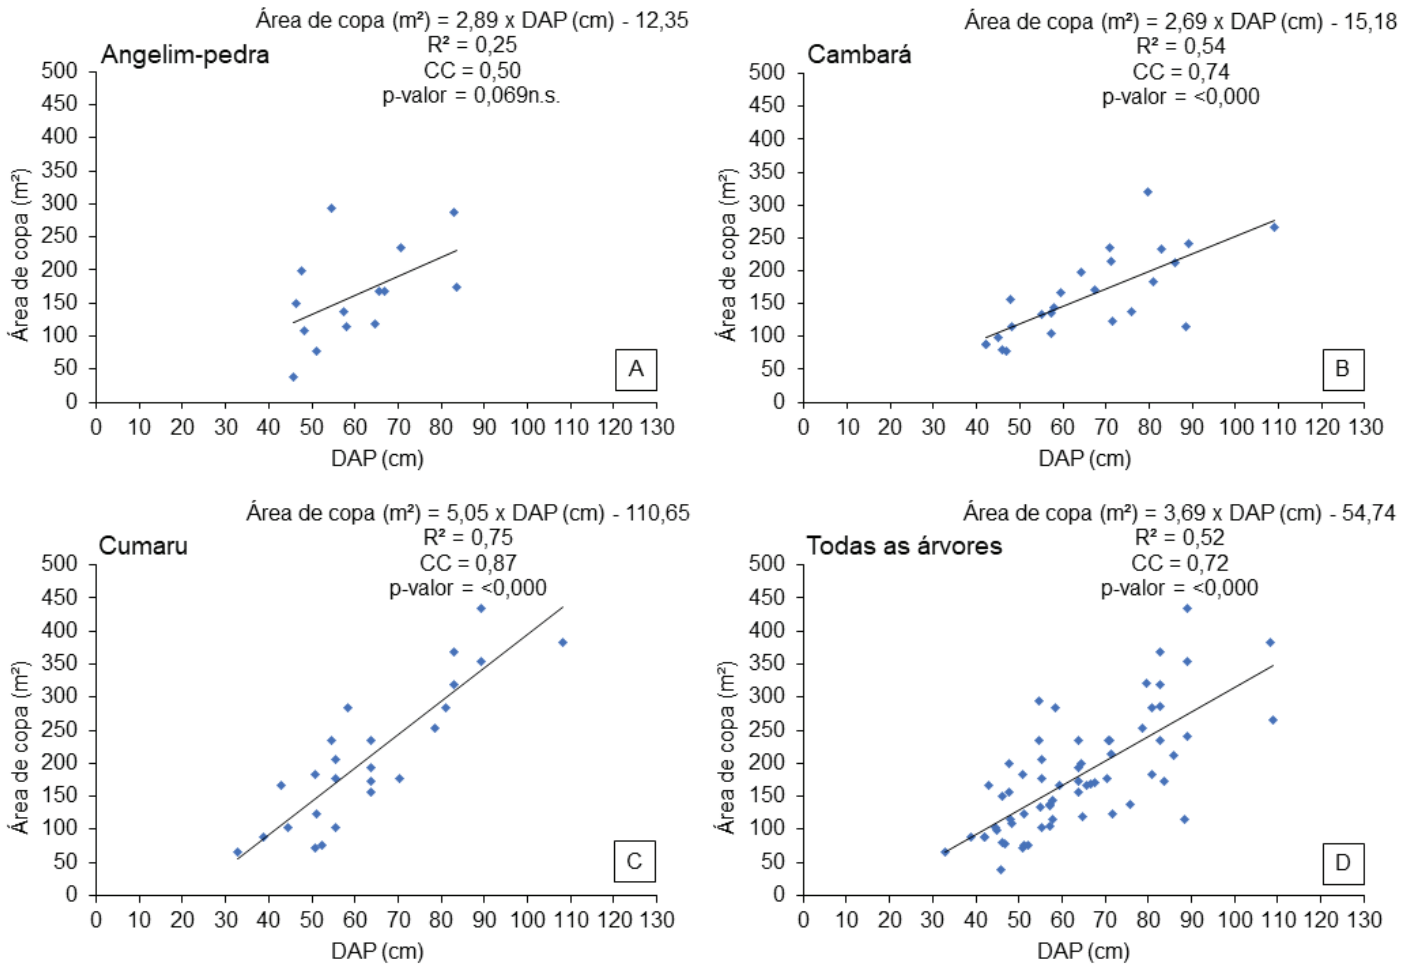 Área de copa (m²) = 2,89 x DAP (cm) - 12,35
R² = 0,25
CC = 0,50
p-valor = 0,069n.s.
Angelim-pedra
500
450
400
350
300
250
200
150
100
50
0
Área de copa (m²)
A
0 10 20 30 40 50 60 70 80 90 100 110 120 130
DAP (cm)
Área de copa (m²) = 2,69 x DAP (cm) - 15,18
R² = 0,54
CC = 0,74
p-valor = <0,000
Cambará
500
450
400
350
300
250
200
150
100
50
0
Área de copa (m²)
B
0 10 20 30 40 50 60 70 80 90 100 110 120 130
DAP (cm)
Área de copa (m²) = 5,05 x DAP (cm) - 110,65
R² = 0,75
CC = 0,87
p-valor = <0,000
Cumaru
500
450
400
350
300
250
200
150
100
50
0
Área de copa (m²)
C
0 10 20 30 40 50 60 70 80 90 100 110 120 130
DAP (cm)
Área de copa (m²) = 3,69 x DAP (cm) - 54,74
R² = 0,52
CC = 0,72
p-valor = <0,000
Todas as árvores
500
450
400
350
300
250
200
150
100
50
0
Área de copa (m²)
D
0 10 20 30 40 50 60 70 80 90 100 110 120 130
DAP (cm)